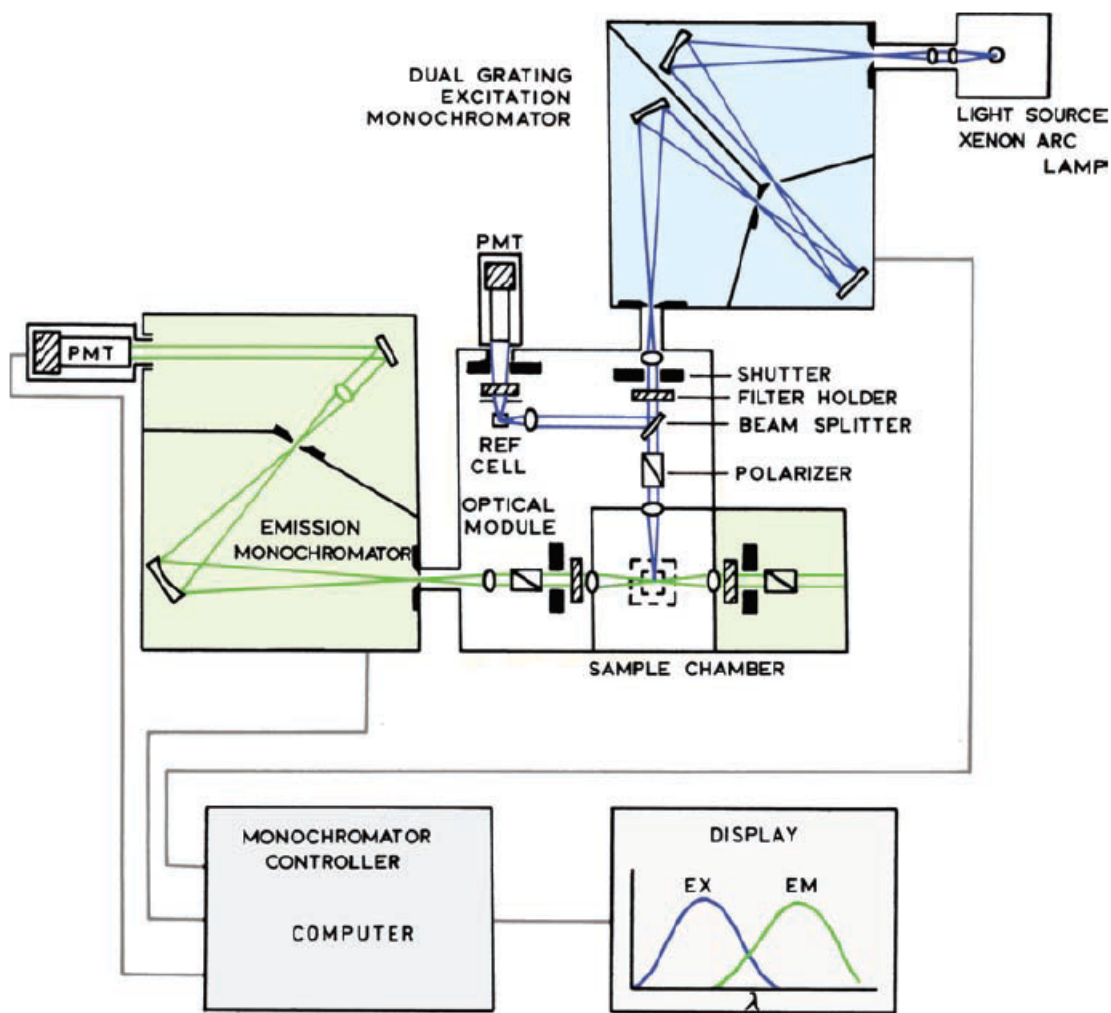 DUAL GRATING
EXCITATION
MONOCHROMATOR
LIGHT SOURCE
XENON ARC
LAMP
PMT
PMT
SHUTTER
FILTER HOLDER
BEAM SPLITTER
REF
CELL
POLARIZER
OPTICAL
MODULE
EMISSION
MONOCHROMATOR
SAMPLE CHAMBER
MONOCHROMATOR
CONTROLLER
COMPUTER
DISPLAY
EX
EM
λ